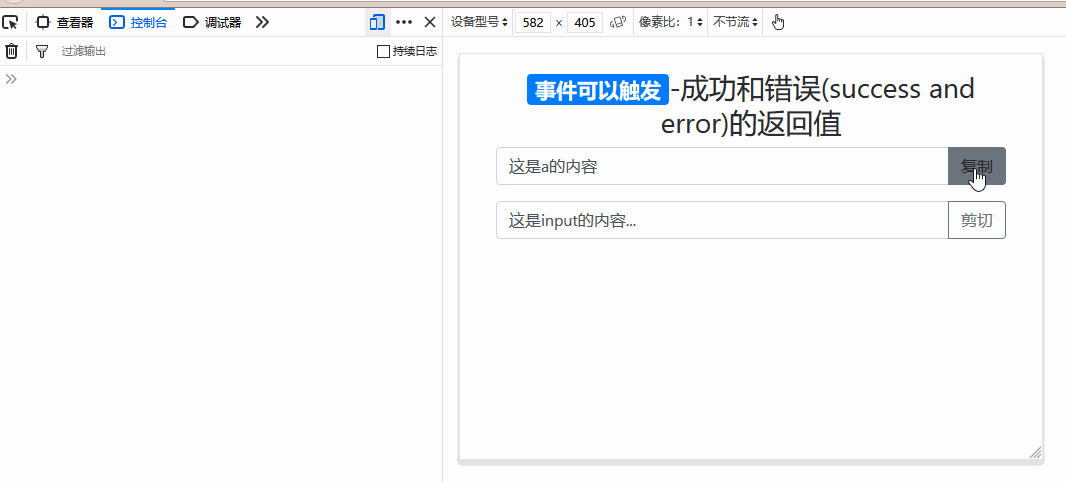 查看器 控制台 调试器 设备型号 582 × 405 像素比： 1 不节流
过滤输出 持续日志
事件可以触发-成功和错误(success and
error)的返回值
这是a的内容 复制
这是input的内容... 剪切